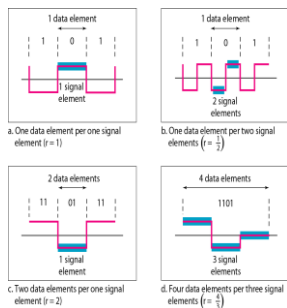 1 data element
1 0 1
1 signal
element
a. One data element per one signal
element (r = 1)
1 data element
1 0 1
2 signal
elements
b. One data element per two signal
elements (r = 1/2)
2 data elements
11 01 11
1 signal
element
c. Two data elements per one signal
element (r = 2)
4 data elements
1101
3 signal
elements
d. Four data elements per three signal
elements (r = 4/3)